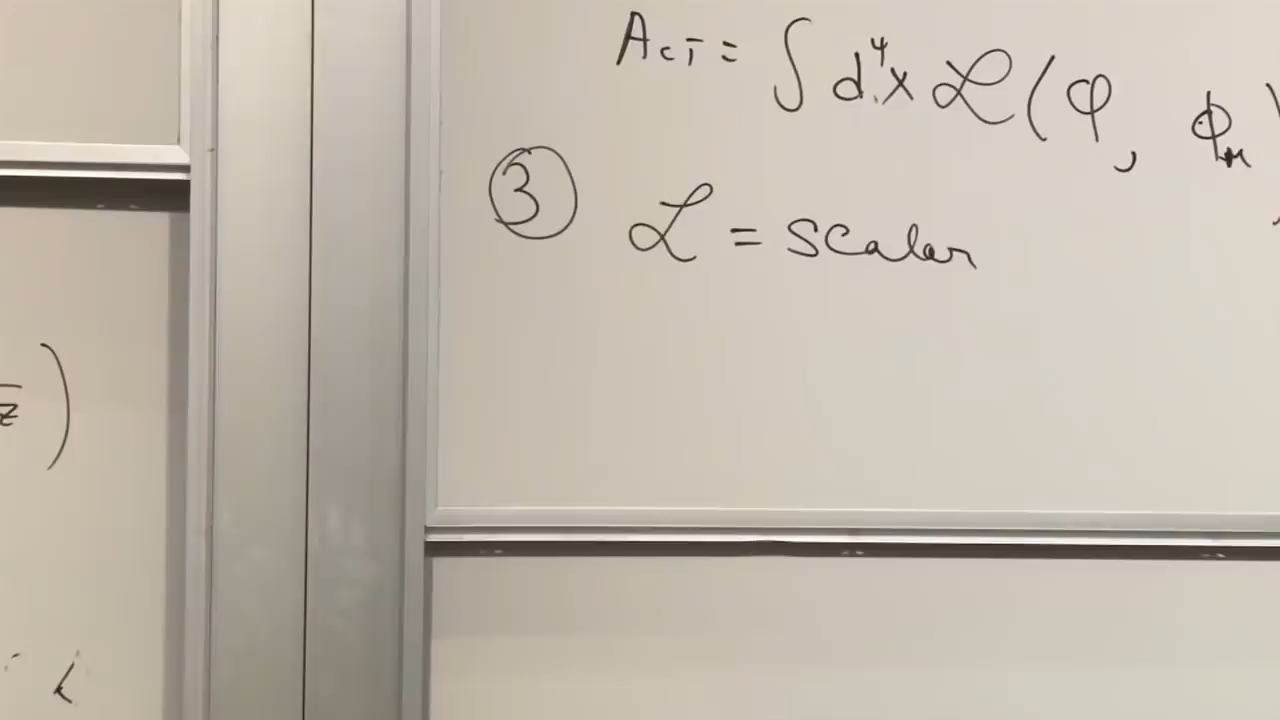 Act = ∫ d⁴x ℒ(φ, ϕ_μ)
③ ℒ = scalar
z )